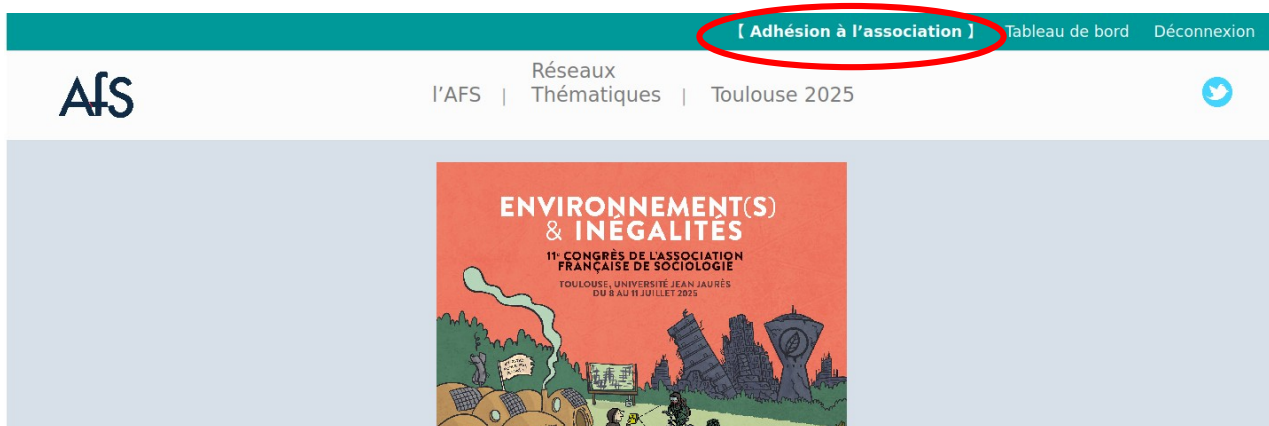 【 Adhésion à l’association 】 Tableau de bord Déconnexion
AfS
Réseaux
l’AFS | Thématiques | Toulouse 2025
ENVIRONNEMENT(S)
& INÉGALITÉS
11e CONGRÈS DE L'ASSOCIATION
FRANÇAISE DE SOCIOLOGIE
TOULOUSE, UNIVERSITÉ JEAN JAURÈS
DU 8 AU 11 JUILLET 2025